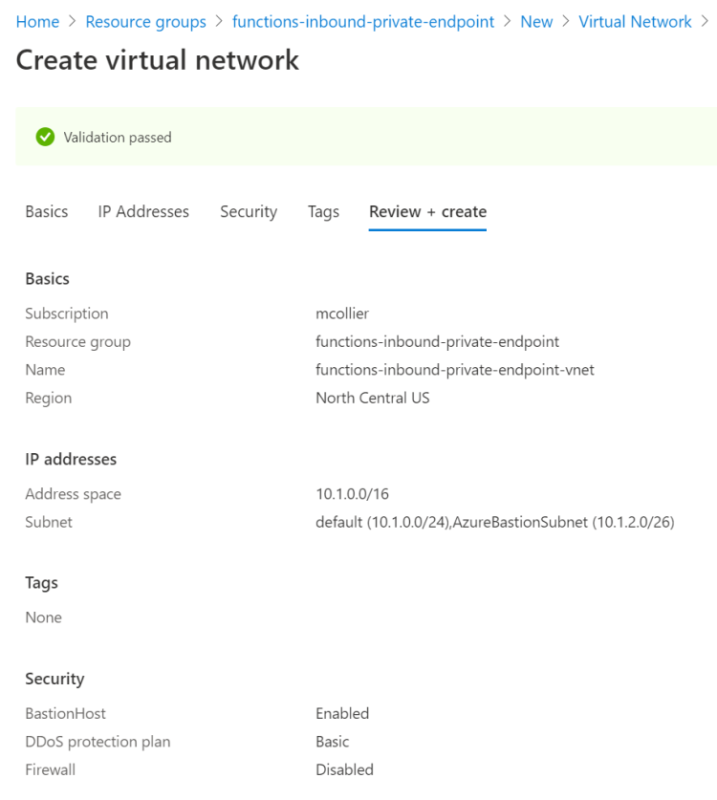 Home > Resource groups > functions-inbound-private-endpoint > New > Virtual Network >
Create virtual network
Validation passed
Basics IP Addresses Security Tags Review + create
Basics
Subscription mcollier
Resource group functions-inbound-private-endpoint
Name functions-inbound-private-endpoint-vnet
Region North Central US
IP addresses
Address space 10.1.0.0/16
Subnet default (10.1.0.0/24),AzureBastionSubnet (10.1.2.0/26)
Tags
None
Security
BastionHost Enabled
DDoS protection plan Basic
Firewall Disabled